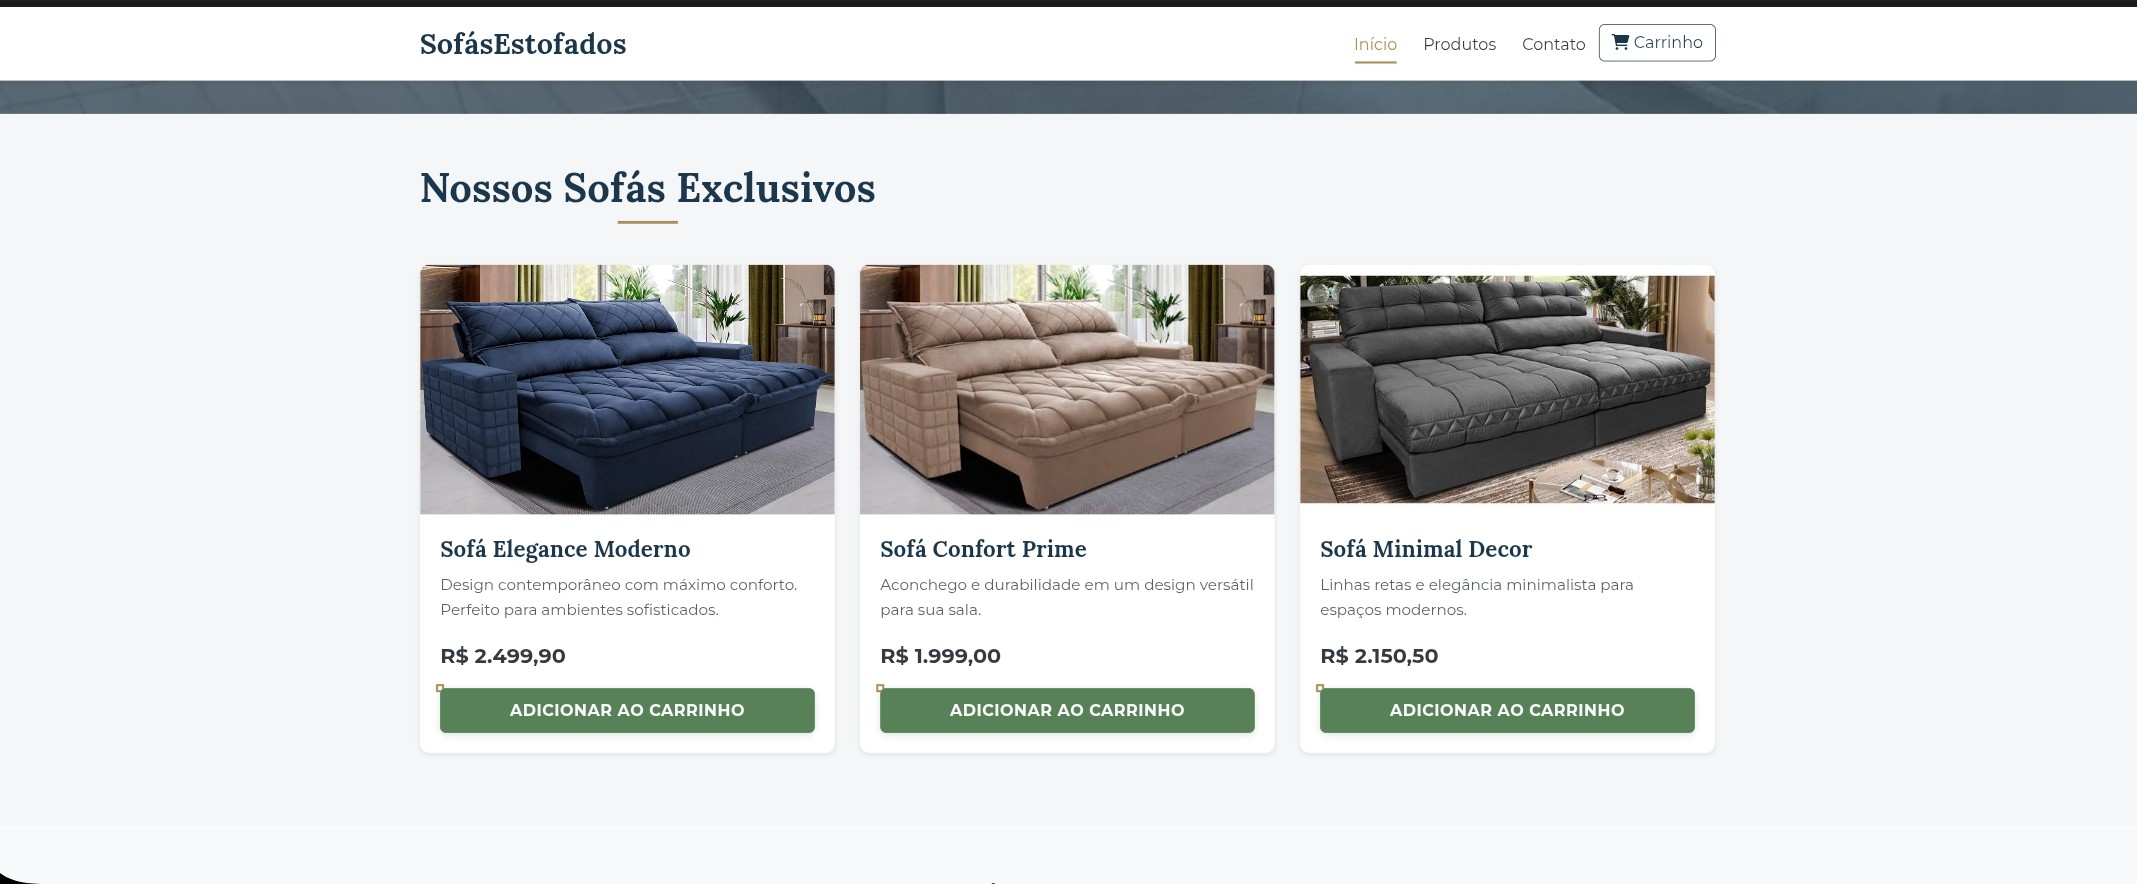 SofásEstofados
Início
Produtos
Contato
Carrinho
Nossos Sofás Exclusivos
Sofá Elegance Moderno
Design contemporâneo com máximo conforto.
Perfeito para ambientes sofisticados.
R$ 2.499,90
ADICIONAR AO CARRINHO
Sofá Confort Prime
Aconchego e durabilidade em um design versátil
para sua sala.
R$ 1.999,00
ADICIONAR AO CARRINHO
Sofá Minimal Decor
Linhas retas e elegância minimalista para
espaços modernos.
R$ 2.150,50
ADICIONAR AO CARRINHO